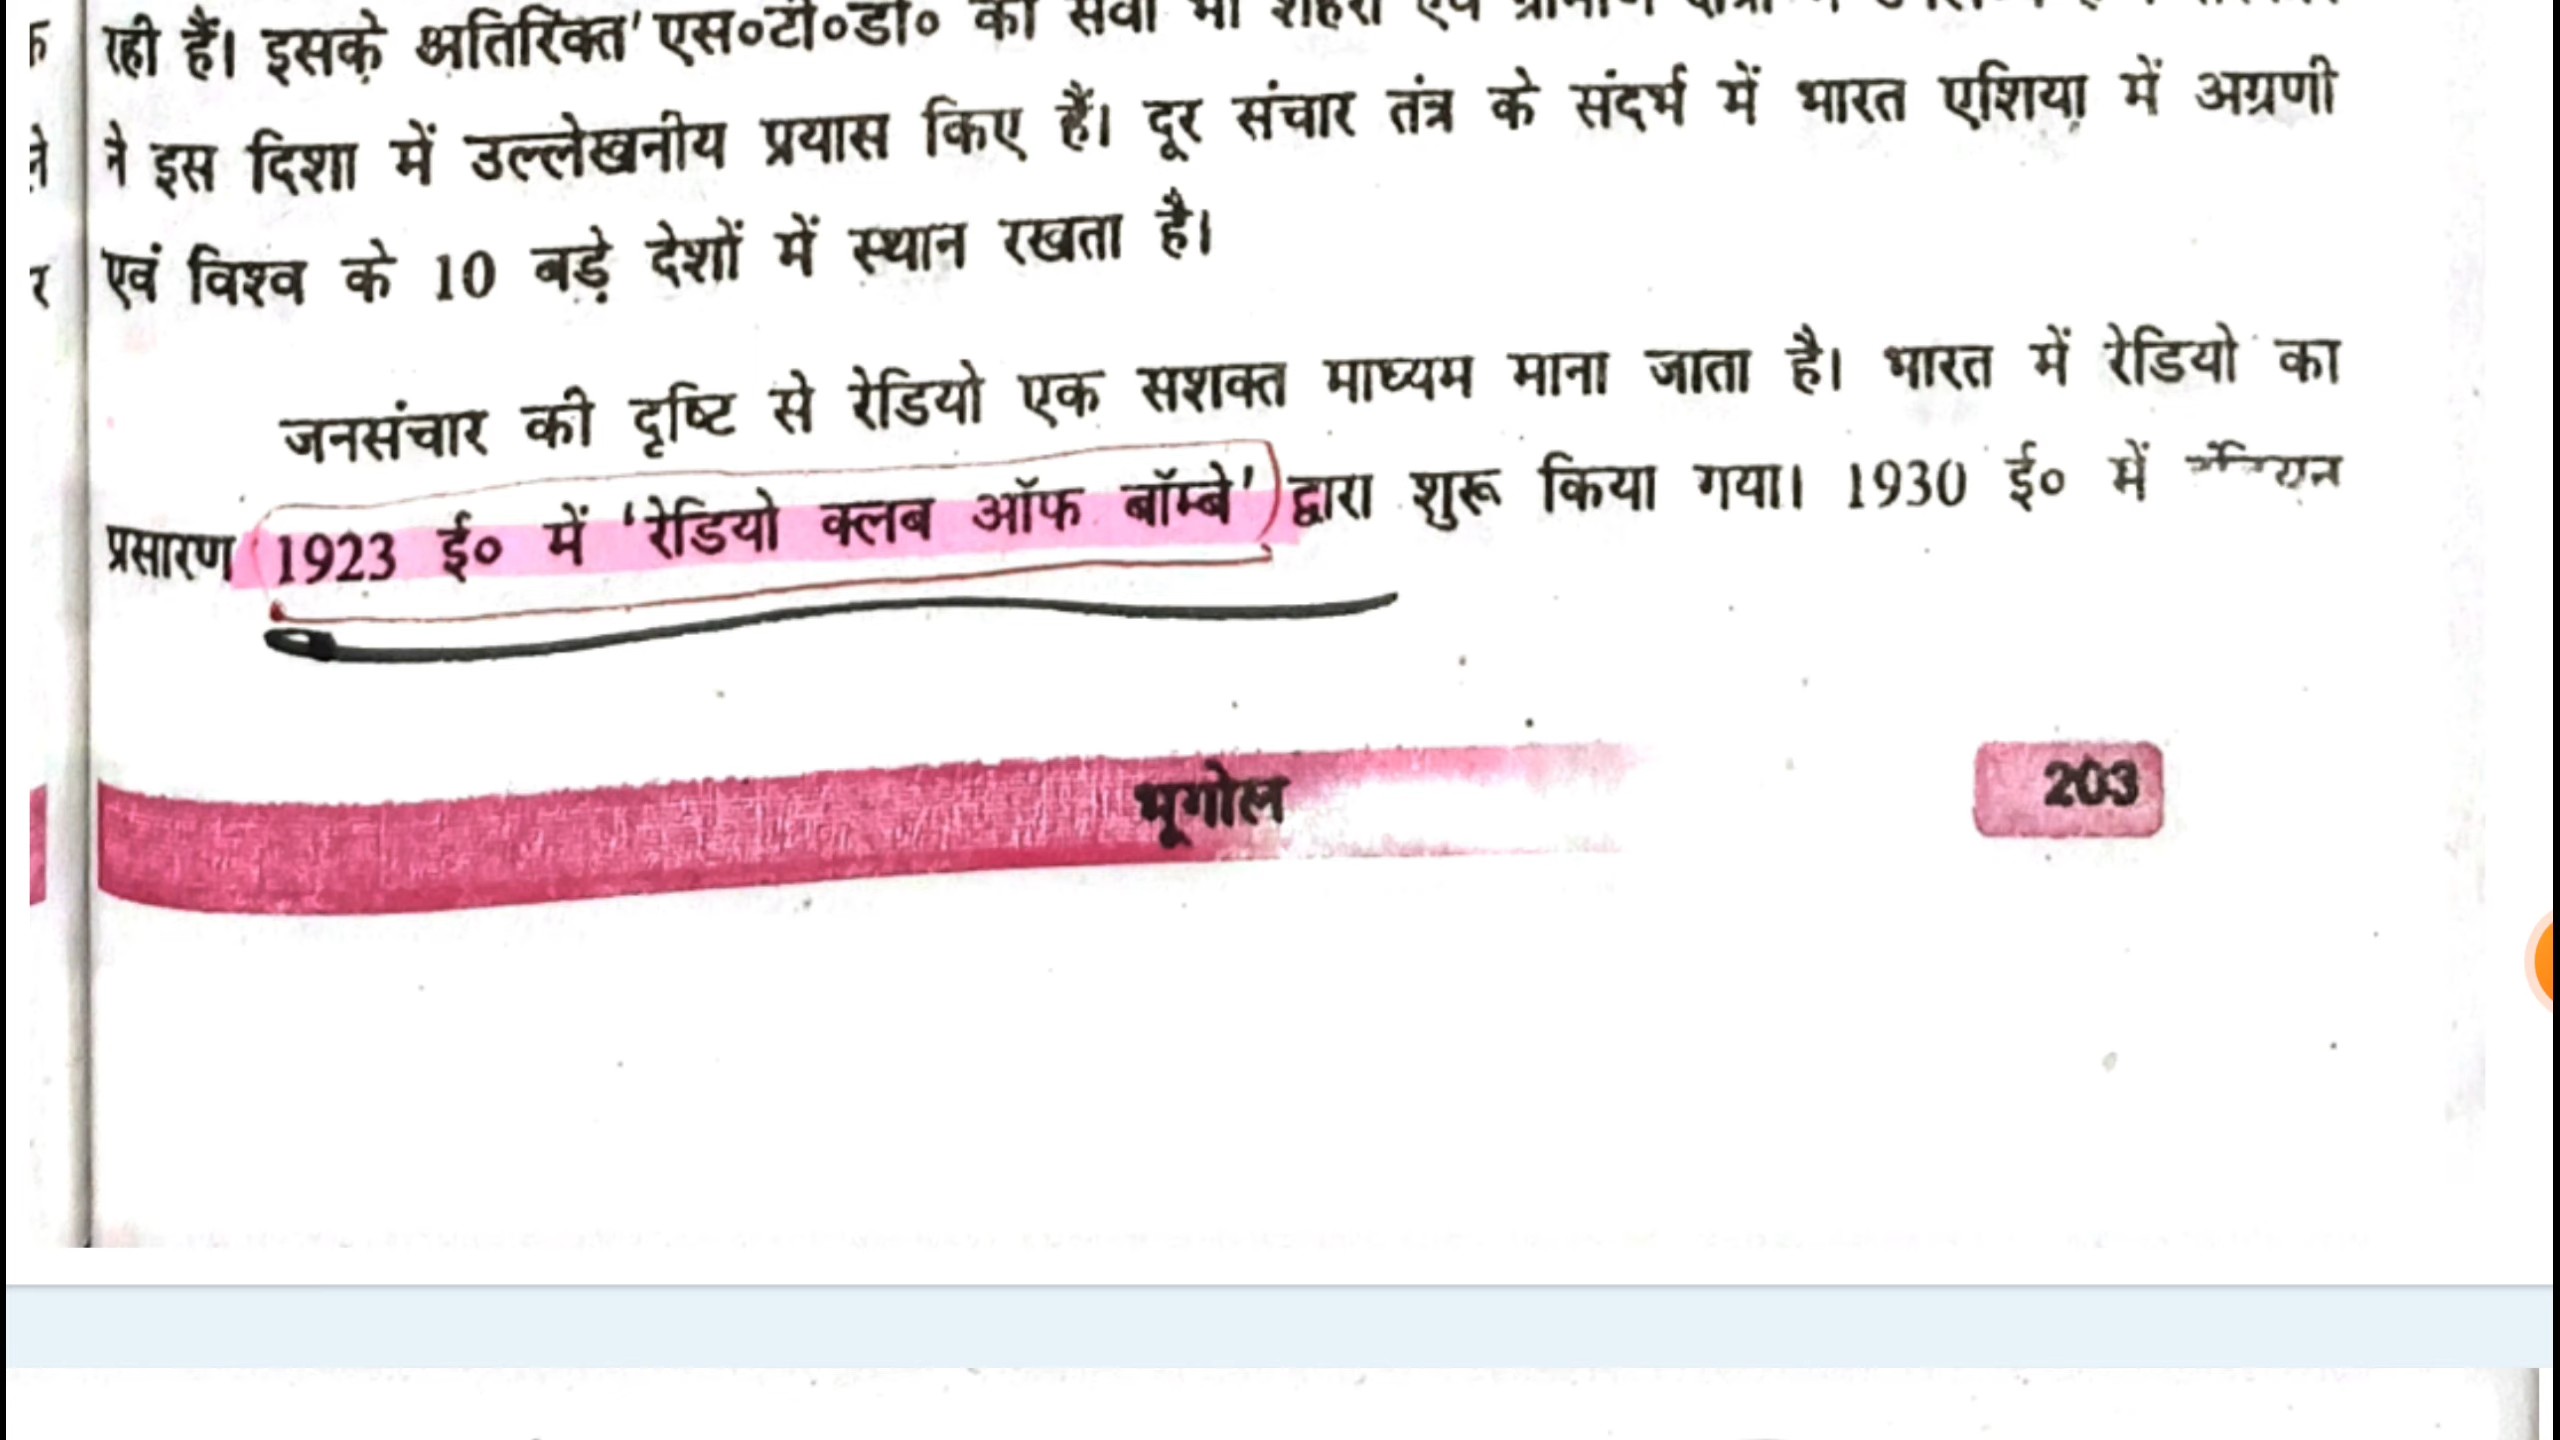 रही हैं। इसके अतिरिक्त एस०टी०डी० की सेवा भी शहरी एवं ग्रामीण
ने इस दिशा में उल्लेखनीय प्रयास किए हैं। दूर संचार तंत्र के संदर्भ में भारत एशिया में अग्रणी
एवं विश्व के 10 बड़े देशों में स्थान रखता है।
जनसंचार की दृष्टि से रेडियो एक सशक्त माध्यम माना जाता है। भारत में रेडियो का
प्रसारण 1923 ई० में 'रेडियो क्लब ऑफ बॉम्बे' द्वारा शुरू किया गया। 1930 ई० में
भूगोल
203